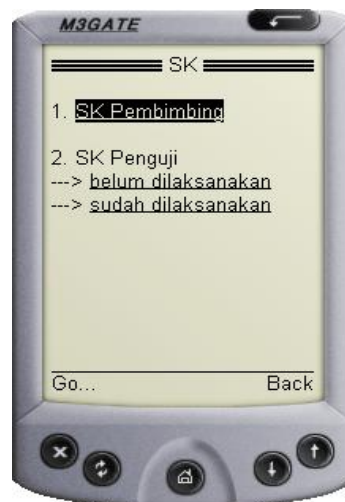 M3GATE
SK
1. SK Pembimbing
2. SK Penguji
---> belum dilaksanakan
---> sudah dilaksanakan
Go... Back